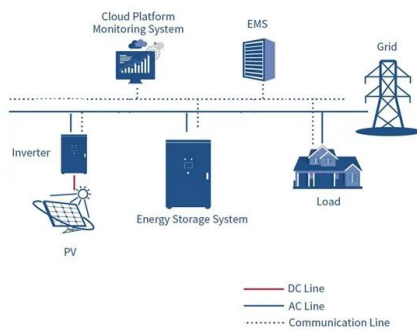 Cloud Platform
Monitoring System
EMS
Grid
Inverter
Energy Storage System
Load
PV
DC Line
AC Line
Communication Line